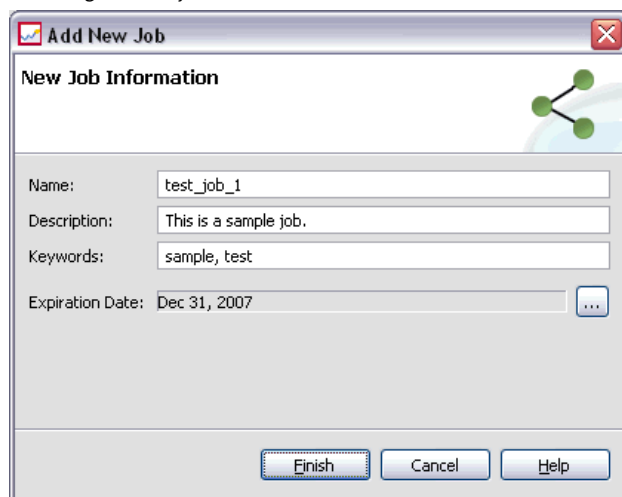 Add New Job
New Job Information
Name: test_job_1
Description: This is a sample job.
Keywords: sample, test
Expiration Date: Dec 31, 2007 ...
Finish Cancel Help